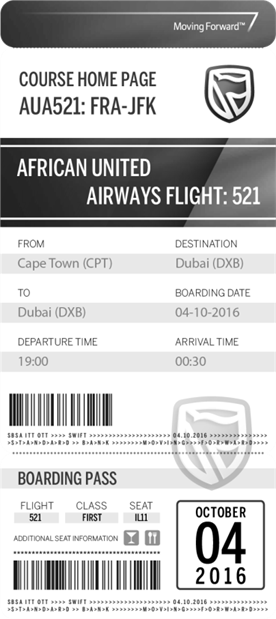 Moving Forward™
COURSE HOME PAGE
AUA521: FRA-JFK
AFRICAN UNITED
AIRWAYS FLIGHT: 521
FROM DESTINATION
Cape Town (CPT) Dubai (DXB)
TO BOARDING DATE
Dubai (DXB) 04-10-2016
DEPARTURE TIME ARRIVAL TIME
19:00 00:30
SBSA ITT OTT >>>> SWIFT >>>>>>>>>>>>>>>>>>>> 04.10.2016 >>>>>>>>>>>>>>
>S>T>A>N>D>A>R>D >> B>A>N>K >>>>>>>>>>M>O>V>I>N>G>>>>F>O>R>W>A>R>D>>>
BOARDING PASS
FLIGHT CLASS SEAT
521 FIRST IL11
ADDITIONAL SEAT INFORMATION
OCTOBER
04
2016
SBSA ITT OTT >>>> SWIFT >>>>>>>>>>>>>>>>>>>> 04.10.2016 >>>>>>>>>>>>>>
>S>T>A>N>D>A>R>D >> B>A>N>K >>>>>>>>>>M>O>V>I>N>G>>>>F>O>R>W>A>R>D>>>